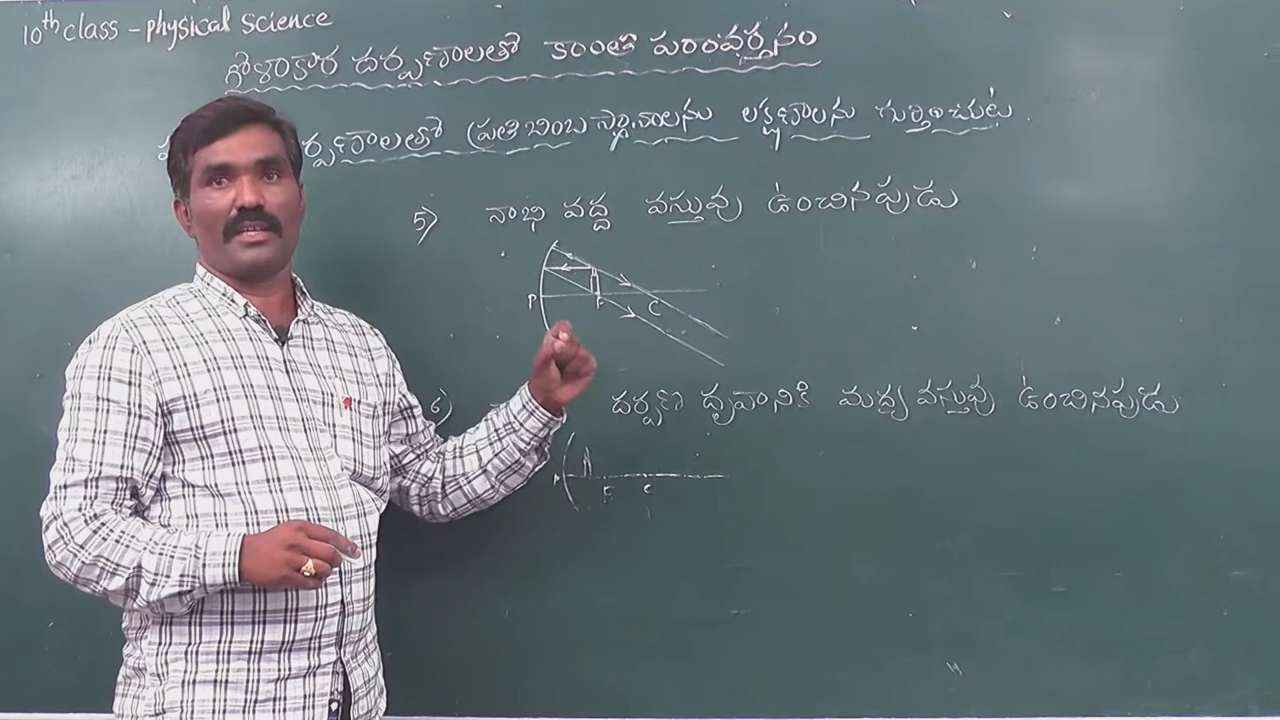 10th class - physical science
గోళాకార దర్పణాలతో కాంతి పరావర్తనం
ర్పణాలతో ప్రతిబింబ స్థానాలను లక్షణాలను గుర్తించుట.
5) నాభి వద్ద వస్తువు ఉంచినపుడు
P F C
6) దర్పణ ధృవానికి మధ్య వస్తువు ఉంచినపుడు
P F C